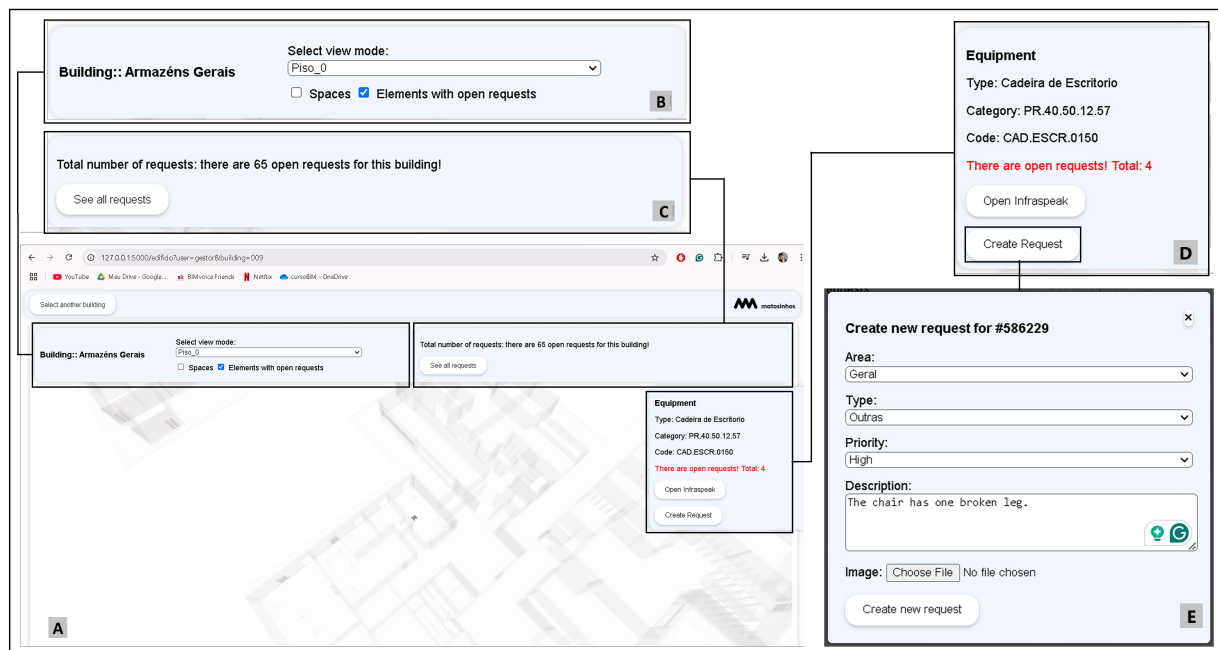 Building:: Armazéns Gerais
Select view mode:
Piso_0
Spaces
Elements with open requests
B
Total number of requests: there are 65 open requests for this building!
See all requests
C
127.0.0.1:5000/edificio?user=gestor&building=009
YouTube
Meu Drive - Google...
BIMvoice Friends
Netflix
cursoBIM - OneDrive
Select another building
matosinhos
Building:: Armazéns Gerais
Select view mode:
Piso_0
Spaces
Elements with open requests
Total number of requests: there are 65 open requests for this building!
See all requests
Equipment
Type: Cadeira de Escritorio
Category: PR.40.50.12.57
Code: CAD.ESCR.0150
There are open requests! Total: 4
Open Infraspeak
Create Request
A
Equipment
Type: Cadeira de Escritorio
Category: PR.40.50.12.57
Code: CAD.ESCR.0150
There are open requests! Total: 4
Open Infraspeak
Create Request
D
Create new request for #586229
×
Area:
Geral
Type:
Outras
Priority:
High
Description:
The chair has one broken leg.
Image: Choose File No file chosen
Create new request
E